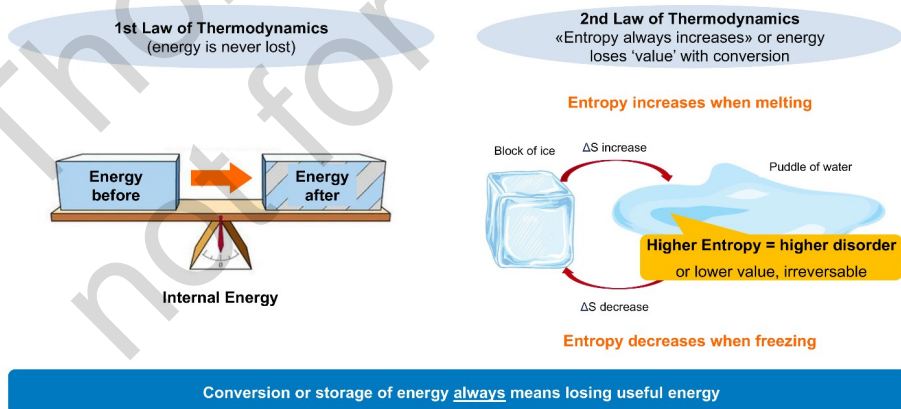 1st Law of Thermodynamics
(energy is never lost)
Energy
before
Energy
after
0
Internal Energy
2nd Law of Thermodynamics
«Entropy always increases» or energy
loses ‘value’ with conversion
Entropy increases when melting
Block of ice
ΔS increase
Puddle of water
Higher Entropy = higher disorder
or lower value, irreversable
ΔS decrease
Entropy decreases when freezing
Conversion or storage of energy always means losing useful energy
not for